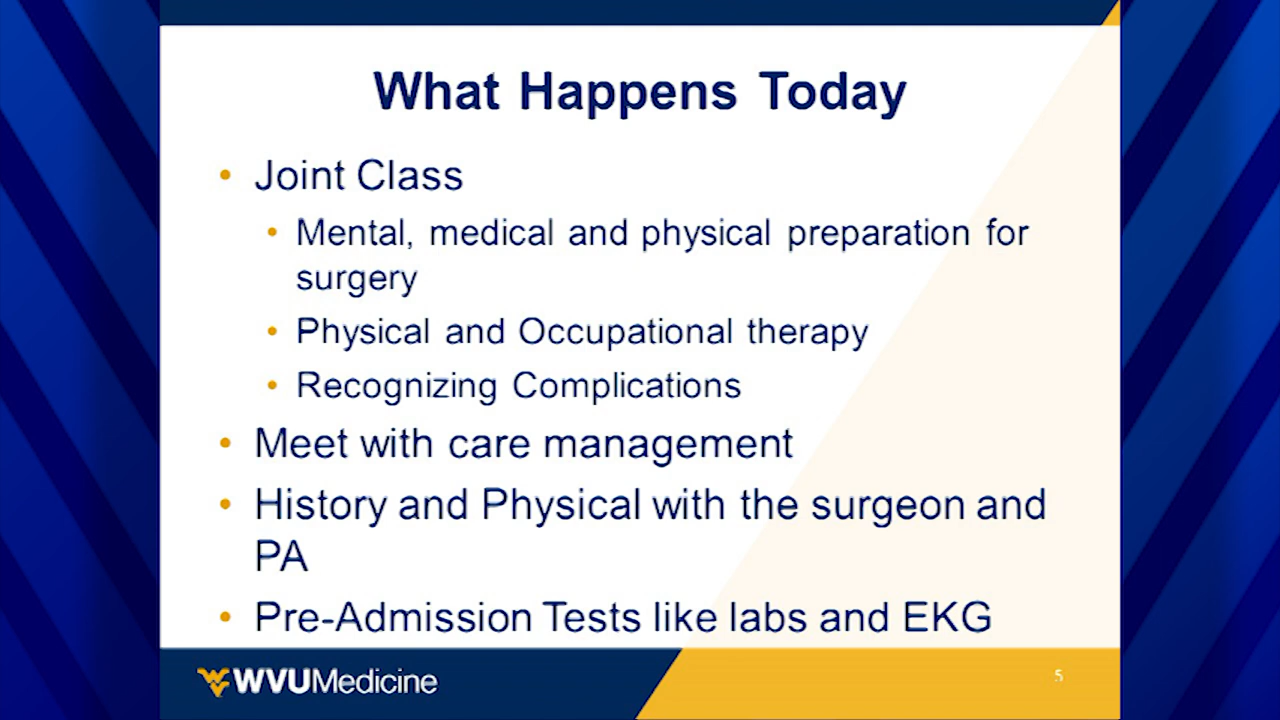 What Happens Today
• Joint Class
• Mental, medical and physical preparation for
surgery
• Physical and Occupational therapy
• Recognizing Complications
• Meet with care management
• History and Physical with the surgeon and
PA
• Pre-Admission Tests like labs and EKG
WVUMedicine
5